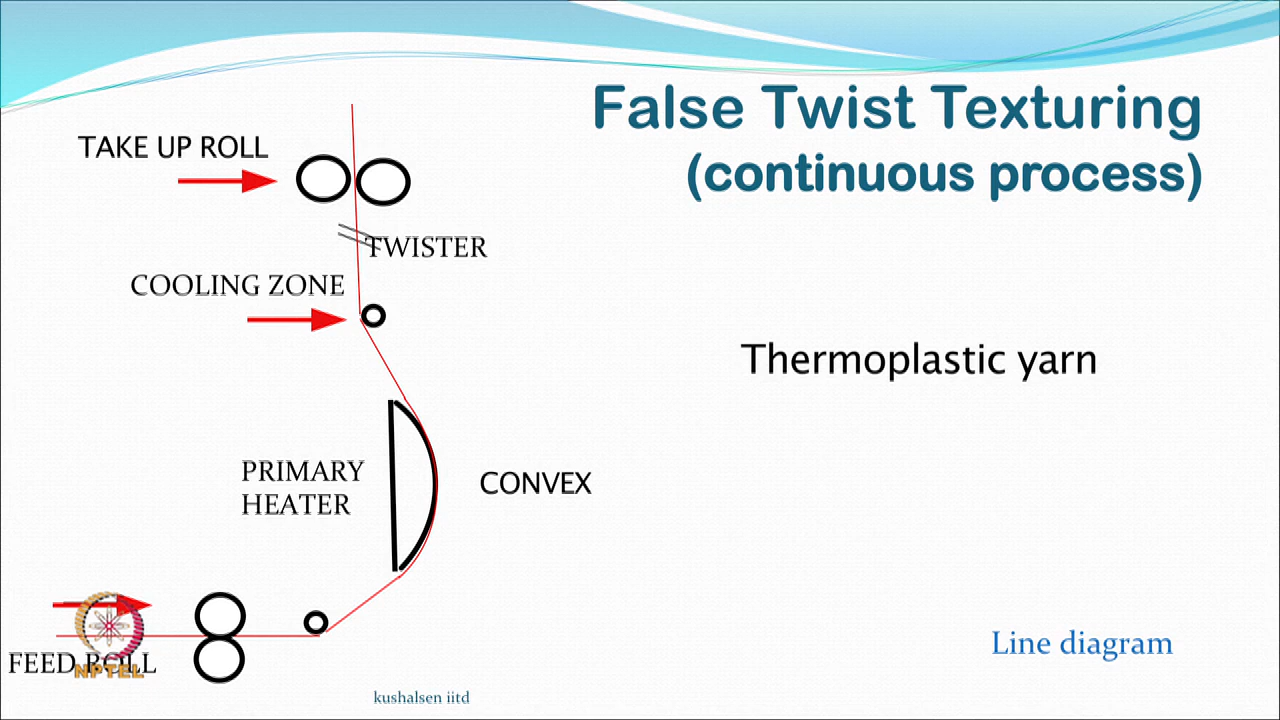 False Twist Texturing
(continuous process)
TAKE UP ROLL
TWISTER
COOLING ZONE
Thermoplastic yarn
PRIMARY
HEATER
CONVEX
FEED ROLL
NPTEL
Line diagram
kushalsen iitd